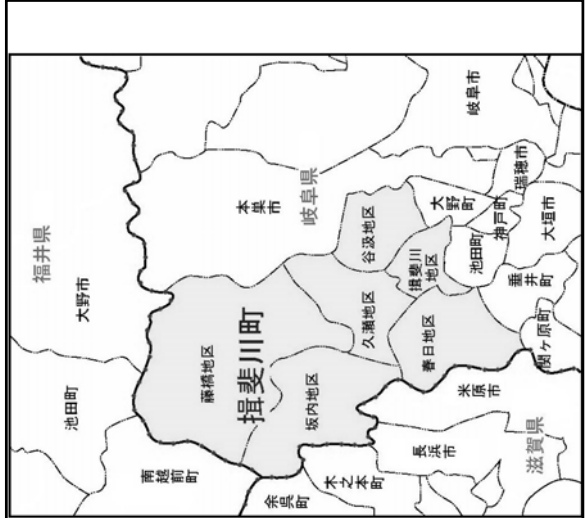 福井県
大野市
池田町
南越
前町
藤橋地区
本巣
市
岐阜県
岐阜市
揖斐川町
谷汲地区
余呉町
坂内地区
久瀬地区
揖斐川
地区
大野
町
瑞穂市
木之本町
池田町
神戸町
春日地区
大垣市
長浜市
米原市
垂井
町
関ヶ原町
滋賀県